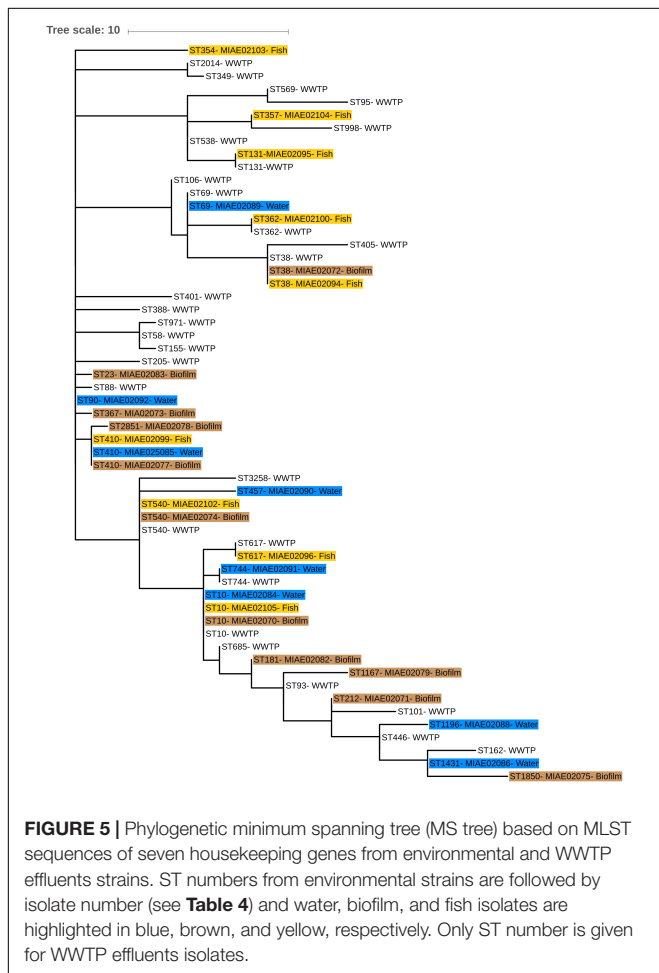 Tree scale: 10
ST354- MIAE02103- Fish
ST2014- WWTP
ST349- WWTP
ST569- WWTP
ST95- WWTP
ST357- MIAE02104- Fish
ST998- WWTP
ST538- WWTP
ST131-MIAE02095- Fish
ST131-WWTP
ST106- WWTP
ST69- WWTP
ST69- MIAE02089- Water
ST362- MIAE02100- Fish
ST362- WWTP
ST405- WWTP
ST38- WWTP
ST38- MIAE02072- Biofilm
ST38- MIAE02094- Fish
ST401- WWTP
ST388- WWTP
ST971- WWTP
ST58- WWTP
ST155- WWTP
ST205- WWTP
ST23- MIAE02083- Biofilm
ST88- WWTP
ST90- MIAE02092- Water
ST367- MIA02073- Biofilm
ST2851- MIAE02078- Biofilm
ST410- MIAE02099- Fish
ST410- MIAE025085- Water
ST410- MIAE02077- Biofilm
ST3258- WWTP
ST457- MIAE02090- Water
ST540- MIAE02102- Fish
ST540- MIAE02074- Biofilm
ST540- WWTP
ST617- WWTP
ST617- MIAE02096- Fish
ST744- MIAE02091- Water
ST744- WWTP
ST10- MIAE02084- Water
ST10- MIAE02105- Fish
ST10- MIAE02070- Biofilm
ST10- WWTP
ST685- WWTP
ST181- MIAE02082- Biofilm
ST1167- MIAE02079- Biofilm
ST93- WWTP
ST212- MIAE02071- Biofilm
ST101- WWTP
ST1196- MIAE02088- Water
ST446- WWTP
ST162- WWTP
ST1431- MIAE02086- Water
ST1850- MIAE02075- Biofilm
FIGURE 5 | Phylogenetic minimum spanning tree (MS tree) based on MLST
sequences of seven housekeeping genes from environmental and WWTP
effluents strains. ST numbers from environmental strains are followed by
isolate number (see Table 4) and water, biofilm, and fish isolates are
highlighted in blue, brown, and yellow, respectively. Only ST number is given
for WWTP effluents isolates.